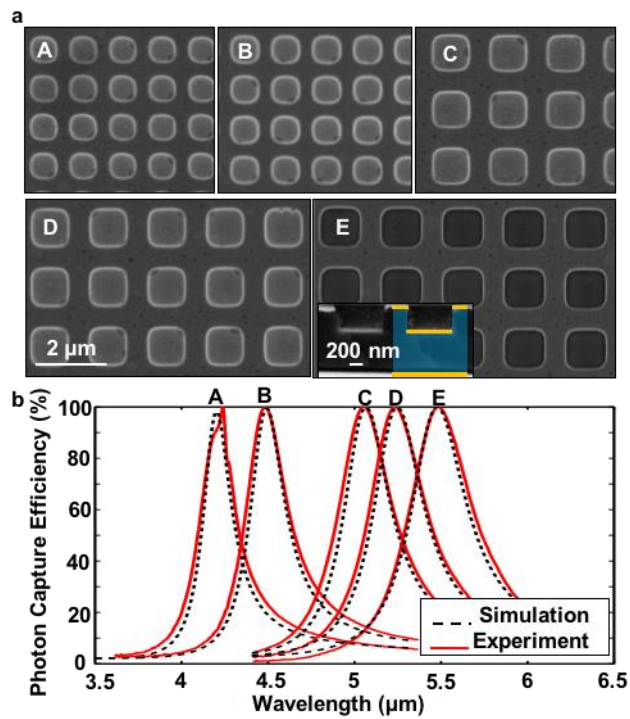 a
A
B
C
D
2 μm
E
200 nm
b
Photon Capture Efficiency (%)
100
80
60
40
20
0
A
B
C
D
E
Simulation
Experiment
3.5
4
4.5
5
5.5
6
6.5
Wavelength (μm)